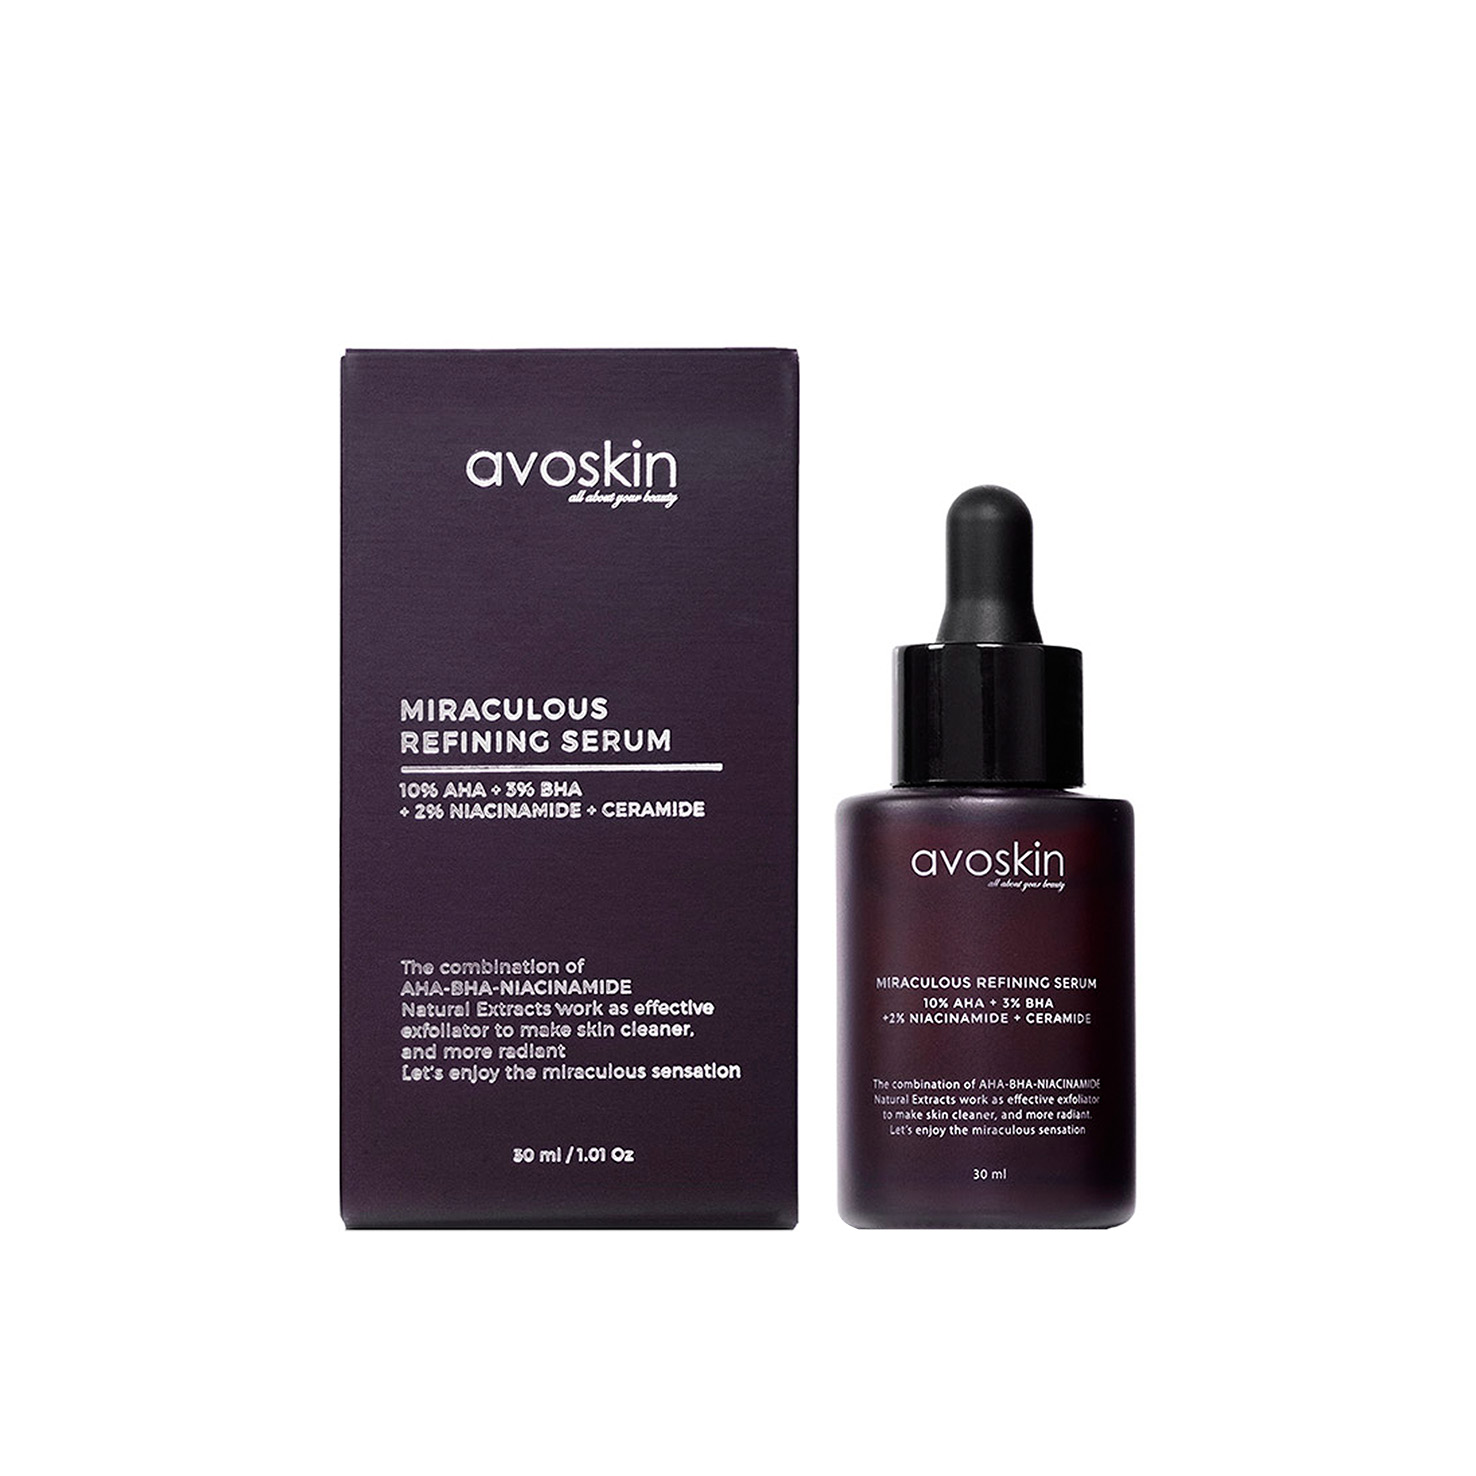 avoskin
all about your beauty
MIRACULOUS
REFINING SERUM
10% AHA + 3% BHA
+ 2% NIACINAMIDE + CERAMIDE
The combination of
AHA-BHA-NIACINAMIDE
Natural Extracts work as effective
exfoliator to make skin cleaner,
and more radiant
Let's enjoy the miraculous sensation
30 ml / 1.01 Oz
avoskin
all about your beauty
MIRACULOUS REFINING SERUM
10% AHA + 3% BHA
+2% NIACINAMIDE + CERAMIDE
The combination of AHA-BHA-NIACINAMIDE
Natural Extracts work as effective exfoliator
to make skin cleaner, and more radiant.
Let's enjoy the miraculous sensation
30 ml